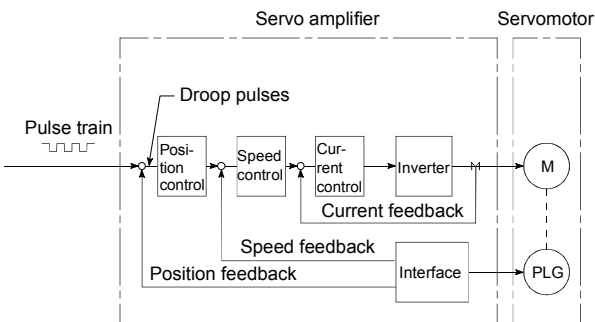 Servo amplifier
Servomotor
Droop pulses
Pulse train
Posi-
tion
control
Speed
control
Cur-
rent
control
Inverter
M
Current feedback
Speed feedback
Position feedback
Interface
PLG